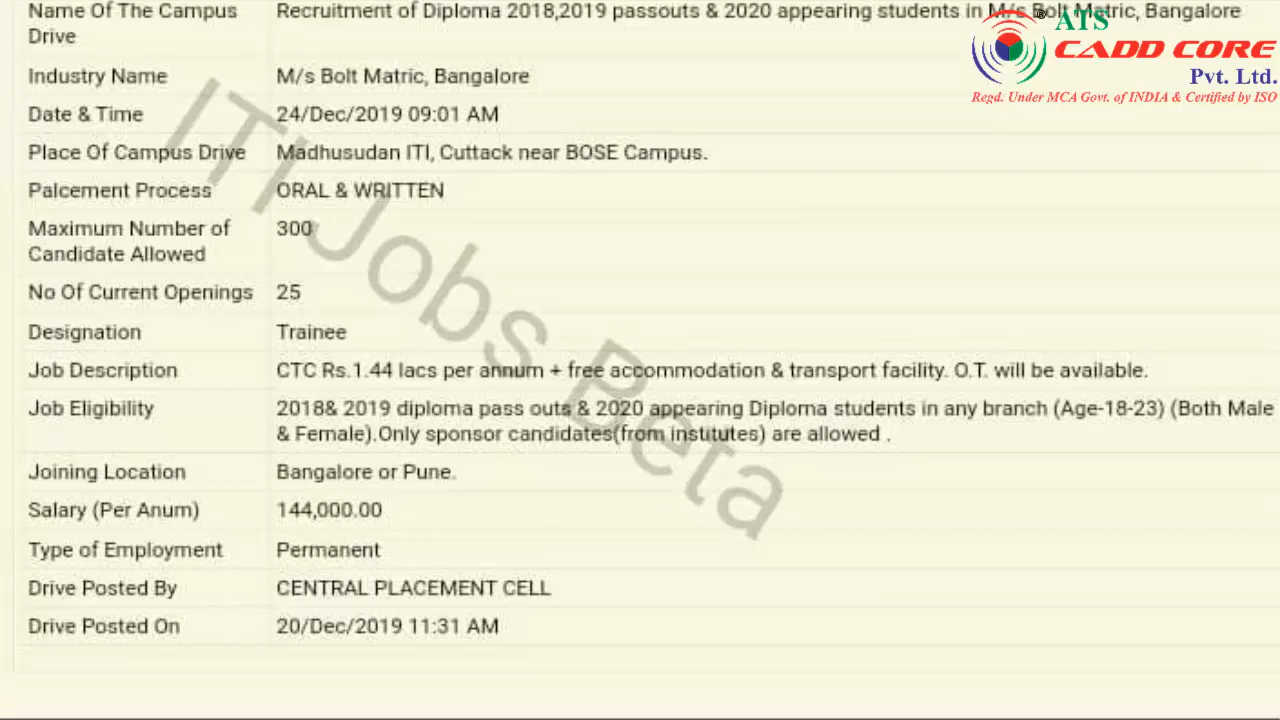 Name Of The Campus Drive
Recruitment of Diploma 2018,2019 passouts & 2020 appearing students in M/s Bolt Matric, Bangalore
ATS
CADD CORE
Pvt. Ltd.
Regd. Under MCA Govt. of INDIA & Certified by ISO
Industry Name M/s Bolt Matric, Bangalore
Date & Time 24/Dec/2019 09:01 AM
Place Of Campus Drive Madhusudan ITI, Cuttack near BOSE Campus.
Palcement Process ORAL & WRITTEN
Maximum Number of
Candidate Allowed
300
No Of Current Openings 25
Designation Trainee
Job Description CTC Rs.1.44 lacs per annum + free accommodation & transport facility. O.T. will be available.
Job Eligibility 2018& 2019 diploma pass outs & 2020 appearing Diploma students in any branch (Age-18-23) (Both Male
& Female).Only sponsor candidates(from institutes) are allowed .
Joining Location Bangalore or Pune.
Salary (Per Anum) 144,000.00
Type of Employment Permanent
Drive Posted By CENTRAL PLACEMENT CELL
Drive Posted On 20/Dec/2019 11:31 AM
ITI Jobs Beta